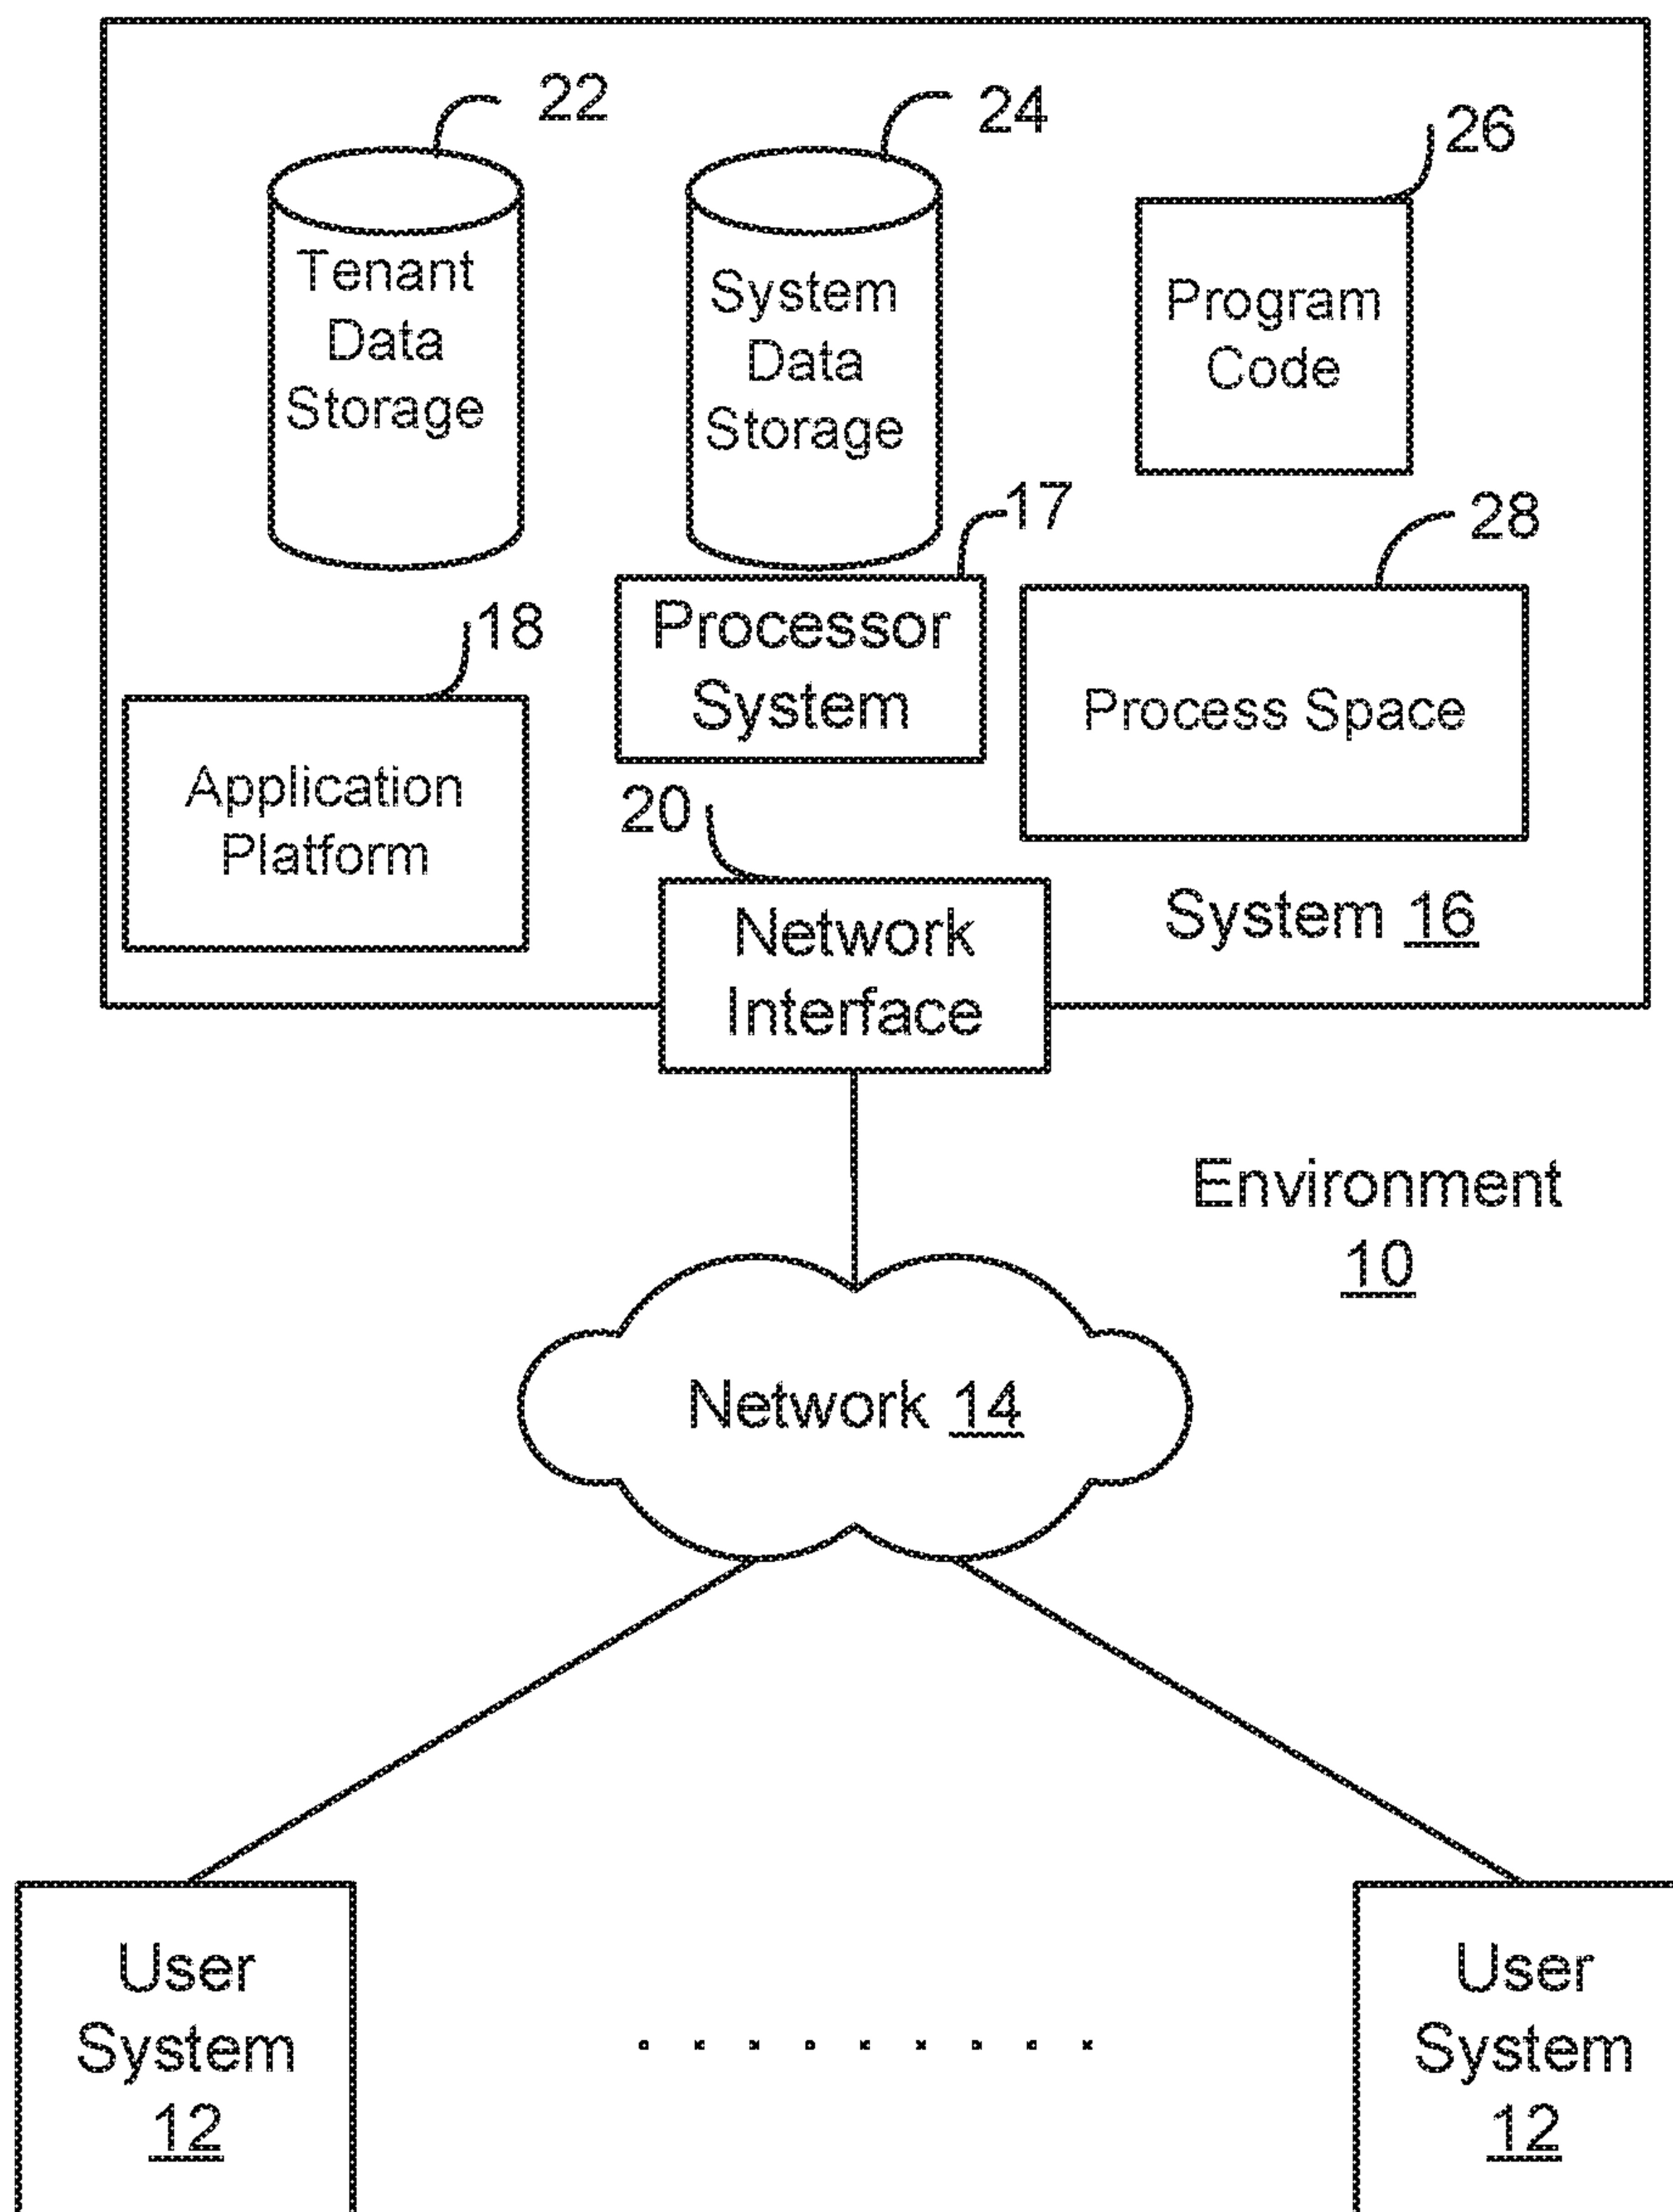 22
24
26
Tenant
Data
Storage
System
Data
Storage
Program
Code
17
28
18
Processor
System
Process Space
Application
Platform
20
Network
Interface
System 16
Environment
10
Network 14
User
System
12
User
System
12